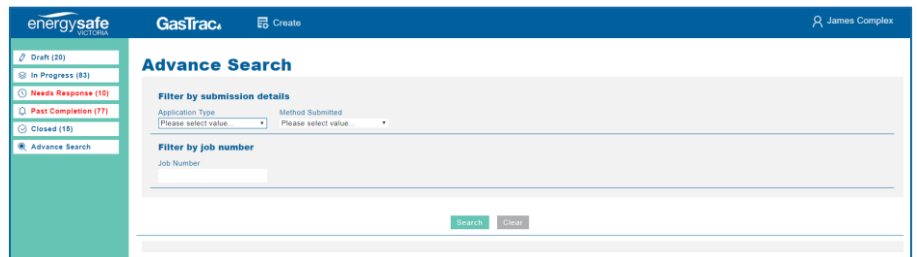 energysafe
VICTORIA
GasTrac
Create
James Complex
Draft (20)
In Progress (83)
Needs Response (10)
Past Completion (77)
Closed (15)
Advance Search
Advance Search
Filter by submission details
Application Type Method Submitted
Please select value... Please select value...
Filter by job number
Job Number
Search Clear